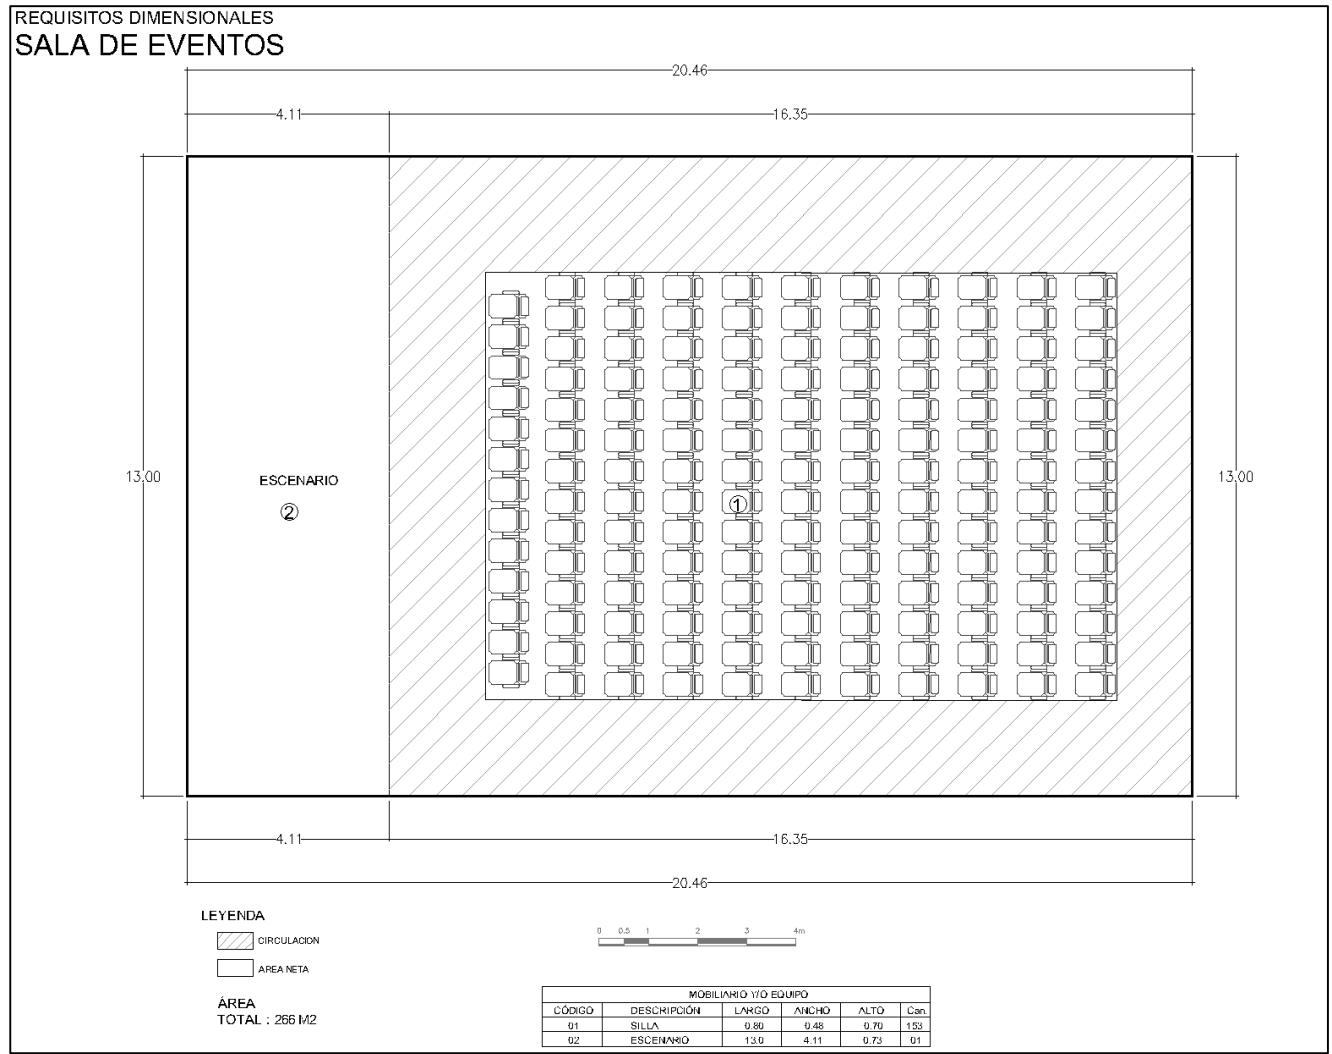 REQUISITOS DIMENSIONALES
SALA DE EVENTOS
20.46
4.11 16.35
13.00 13.00
ESCENARIO
2
1
4.11 16.35
20.46
LEYENDA
CIRCULACION
AREA NETA
ÁREA
TOTAL : 266 M2
0 0.5 1 2 3 4m
MOBILIARIO Y/O EQUIPO
CÓDIGO DESCRIPCIÓN LARGO ANCHO ALTO Can.
01 SILLA 0.80 0.48 0.70 153
02 ESCENARIO 13.0 4.11 0.73 01